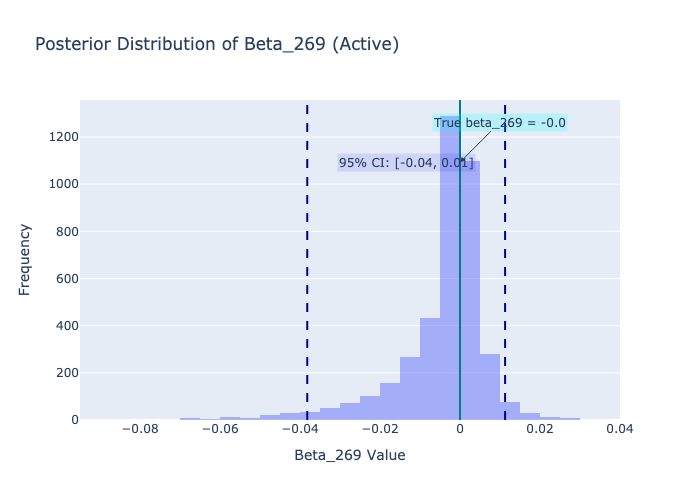 Posterior Distribution of Beta_269 (Active)
True beta_269 = -0.0
95% CI: [-0.04, 0.01]
1200
1000
800
600
400
200
0
Frequency
−0.08
−0.06
−0.04
−0.02
0
0.02
0.04
Beta_269 Value